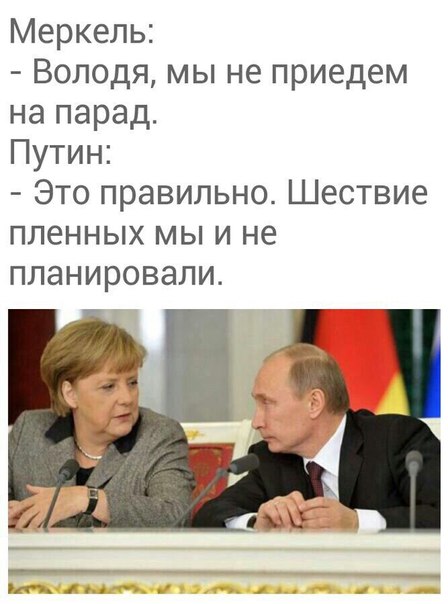 Меркель:
- Володя, мы не приедем
на парад.
Путин:
- Это правильно. Шествие
пленных мы и не
планировали.